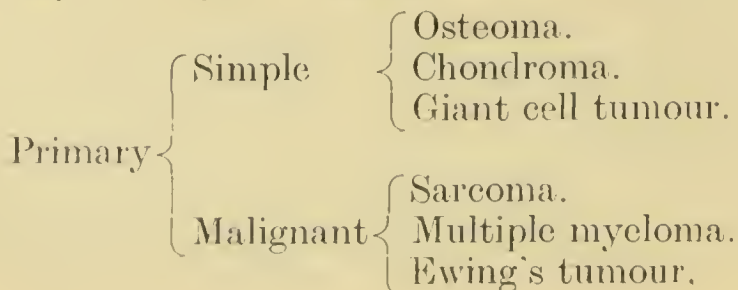 Osteoma.
Simple
Chondroma.
Giant cell tumour.
Primary
Sarcoma.
Malignant
Multiple myeloma.
Ewing's tumour.